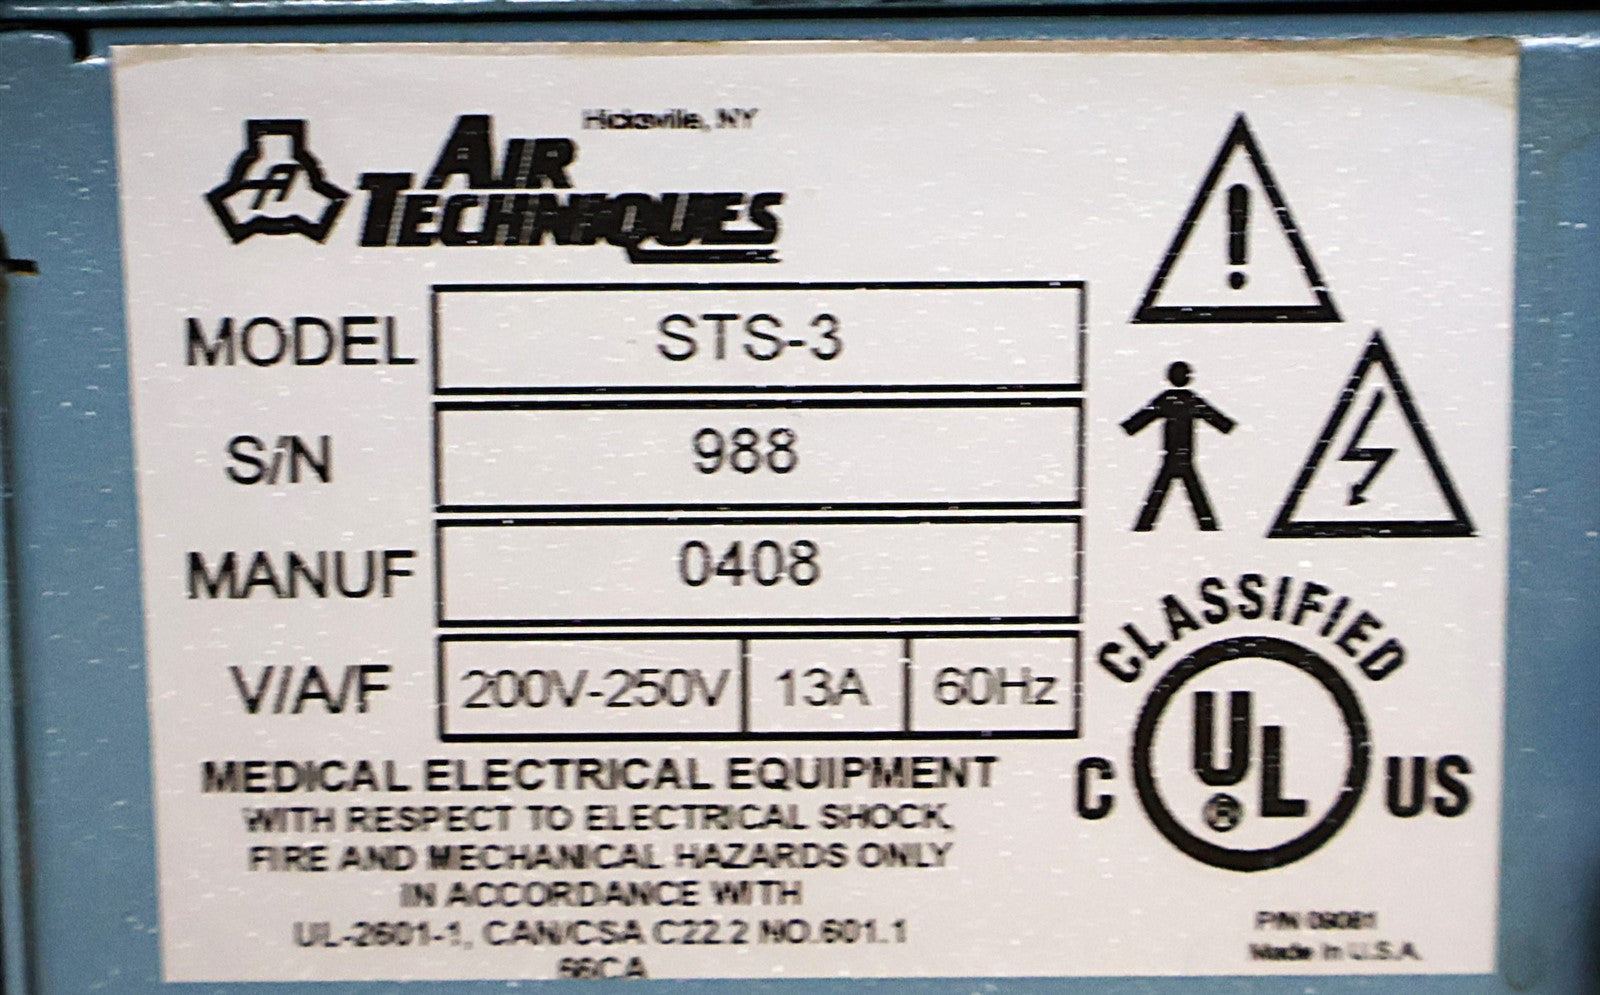 Hicksville, NY
AIR
TECHNIQUES
MODEL STS-3
S/N 988
MANUF 0408
V/A/F 200V-250V 13A 60Hz
MEDICAL ELECTRICAL EQUIPMENT
WITH RESPECT TO ELECTRICAL SHOCK,
FIRE AND MECHANICAL HAZARDS ONLY
IN ACCORDANCE WITH
UL-2601-1, CAN/CSA C22.2 NO.601.1
66CA
CLASSIFIED
C UL ® US
P/N
Made in U.S.A.